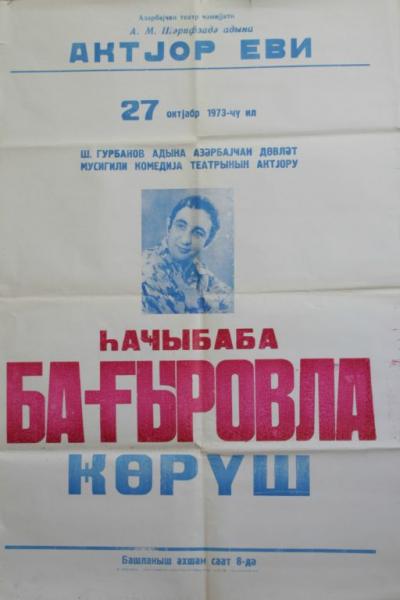 Азәрбајҹан театр ҹәмијјәти
А. М. Шәрифзадә адына
АКТЈОР ЕВИ
27 октјабр 1973-ҹү ил
Ш. ГУРБАНОВ АДЫНА АЗӘРБАЈҸАН ДӨВЛӘТ
МУСИГИЛИ КОМЕДИЈА ТЕАТРЫНЫН АКТЈОРУ
ҺАҸЫБАБА
БАҒЫРОВЛА
ҜӨРҮШ
Башланыш ахшам саат 8-дә